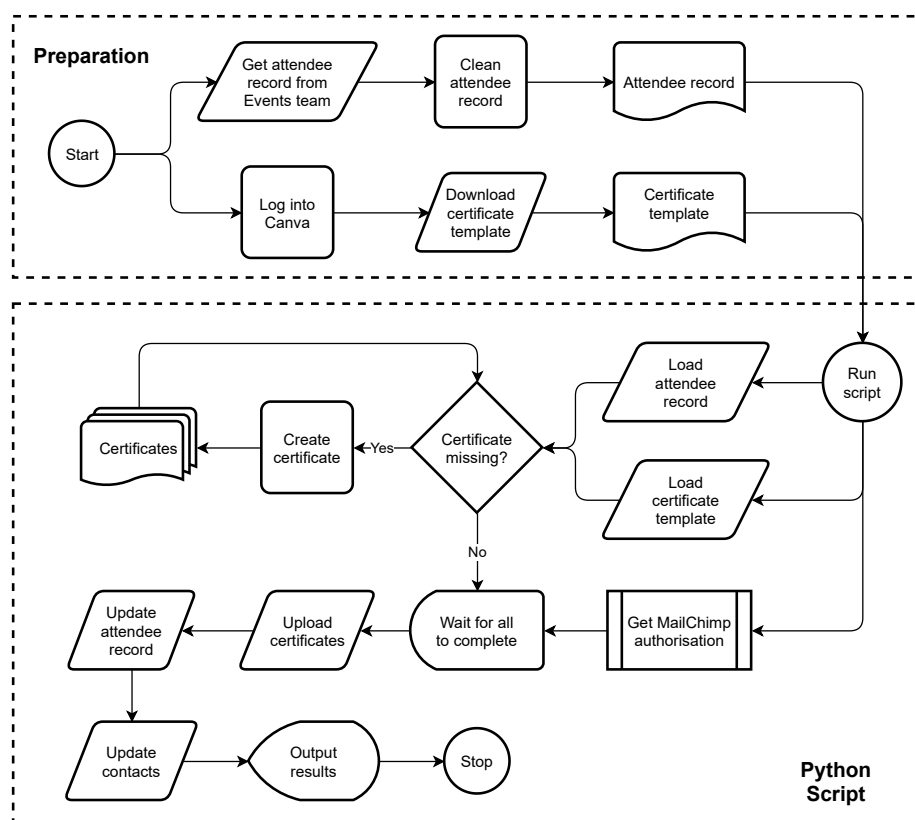 Preparation
Get attendee
record from
Events team
Clean
attendee
record
Attendee record
Start
Log into
Canva
Download
certificate
template
Certificate
template
Load
attendee
record
Run
script
Certificates
Create
certificate
Yes
Certificate
missing?
Load
certificate
template
No
Update
attendee
record
Upload
certificates
Wait for all
to complete
Get MailChimp
authorisation
Update
contacts
Output
results
Stop
Python
Script